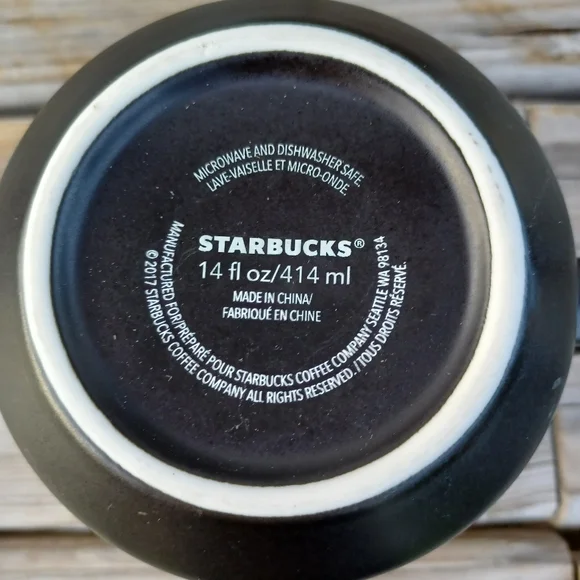 MICROWAVE AND DISHWASHER SAFE.
LAVE-VAISELLE ET MICRO-ONDE.
STARBUCKS®
14 fl oz/414 ml
MADE IN CHINA/
FABRIQUÉ EN CHINE
MANUFACTURED FOR/PRÉPARÉ POUR STARBUCKS COFFEE COMPANY SEATTLE WA 98134
© 2017 STARBUCKS COFFEE COMPANY ALL RIGHTS RESERVED. / TOUS DROITS RÉSERVÉ.